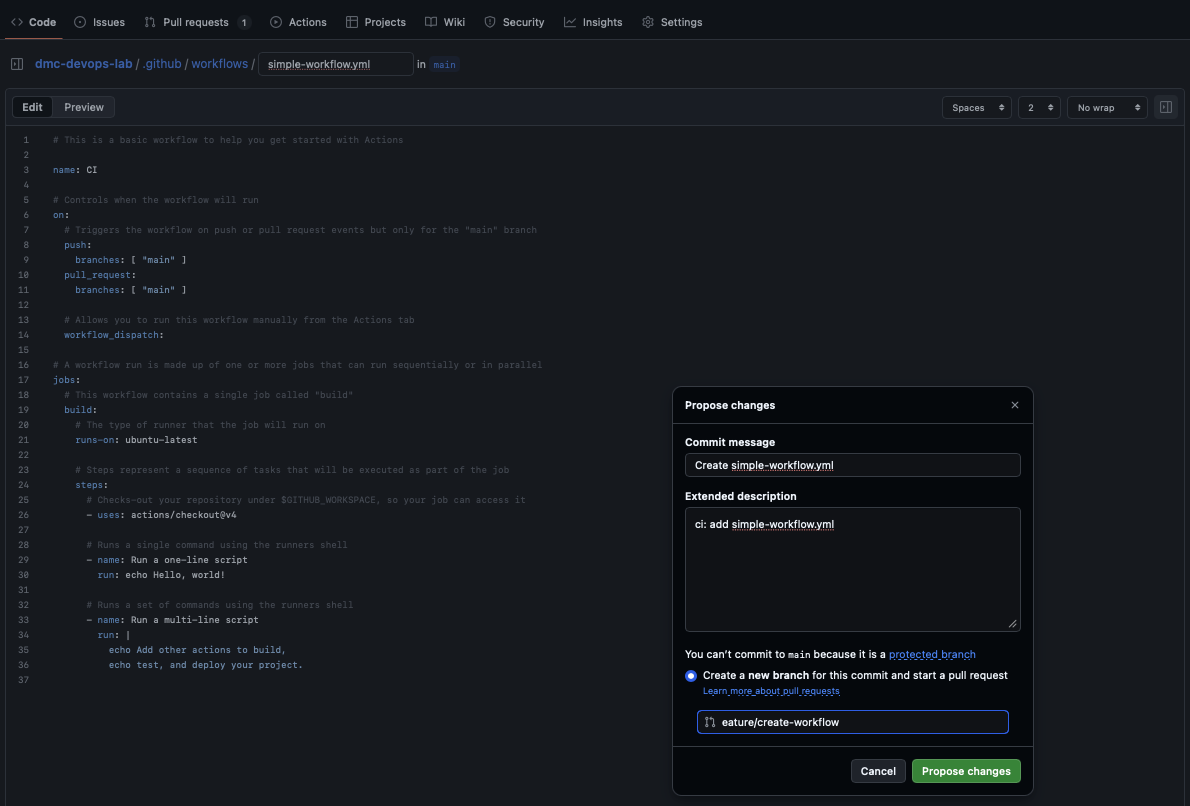 Code Issues Pull requests 1 Actions Projects Wiki Security Insights Settings
dmc-devops-lab / .github / workflows / simple-workflow.yml in main
Edit Preview Spaces 2 No wrap
1 # This is a basic workflow to help you get started with Actions
2
3 name: CI
4
5 # Controls when the workflow will run
6 on:
7 # Triggers the workflow on push or pull request events but only for the "main" branch
8 push:
9 branches: [ "main" ]
10 pull_request:
11 branches: [ "main" ]
12
13 # Allows you to run this workflow manually from the Actions tab
14 workflow_dispatch:
15
16 # A workflow run is made up of one or more jobs that can run sequentially or in parallel
17 jobs:
18 # This workflow contains a single job called "build"
19 build:
20 # The type of runner that the job will run on
21 runs-on: ubuntu-latest
22
23 # Steps represent a sequence of tasks that will be executed as part of the job
24 steps:
25 # Checks-out your repository under $GITHUB_WORKSPACE, so your job can access it
26 - uses: actions/checkout@v4
27
28 # Runs a single command using the runners shell
29 - name: Run a one-line script
30 run: echo Hello, world!
31
32 # Runs a set of commands using the runners shell
33 - name: Run a multi-line script
34 run: |
35 echo Add other actions to build,
36 echo test, and deploy your project.
37
Propose changes
Commit message
Create simple-workflow.yml
Extended description
ci: add simple-workflow.yml
You can't commit to main because it is a protected branch
Create a new branch for this commit and start a pull request
Learn more about pull requests
eature/create-workflow
Cancel Propose changes